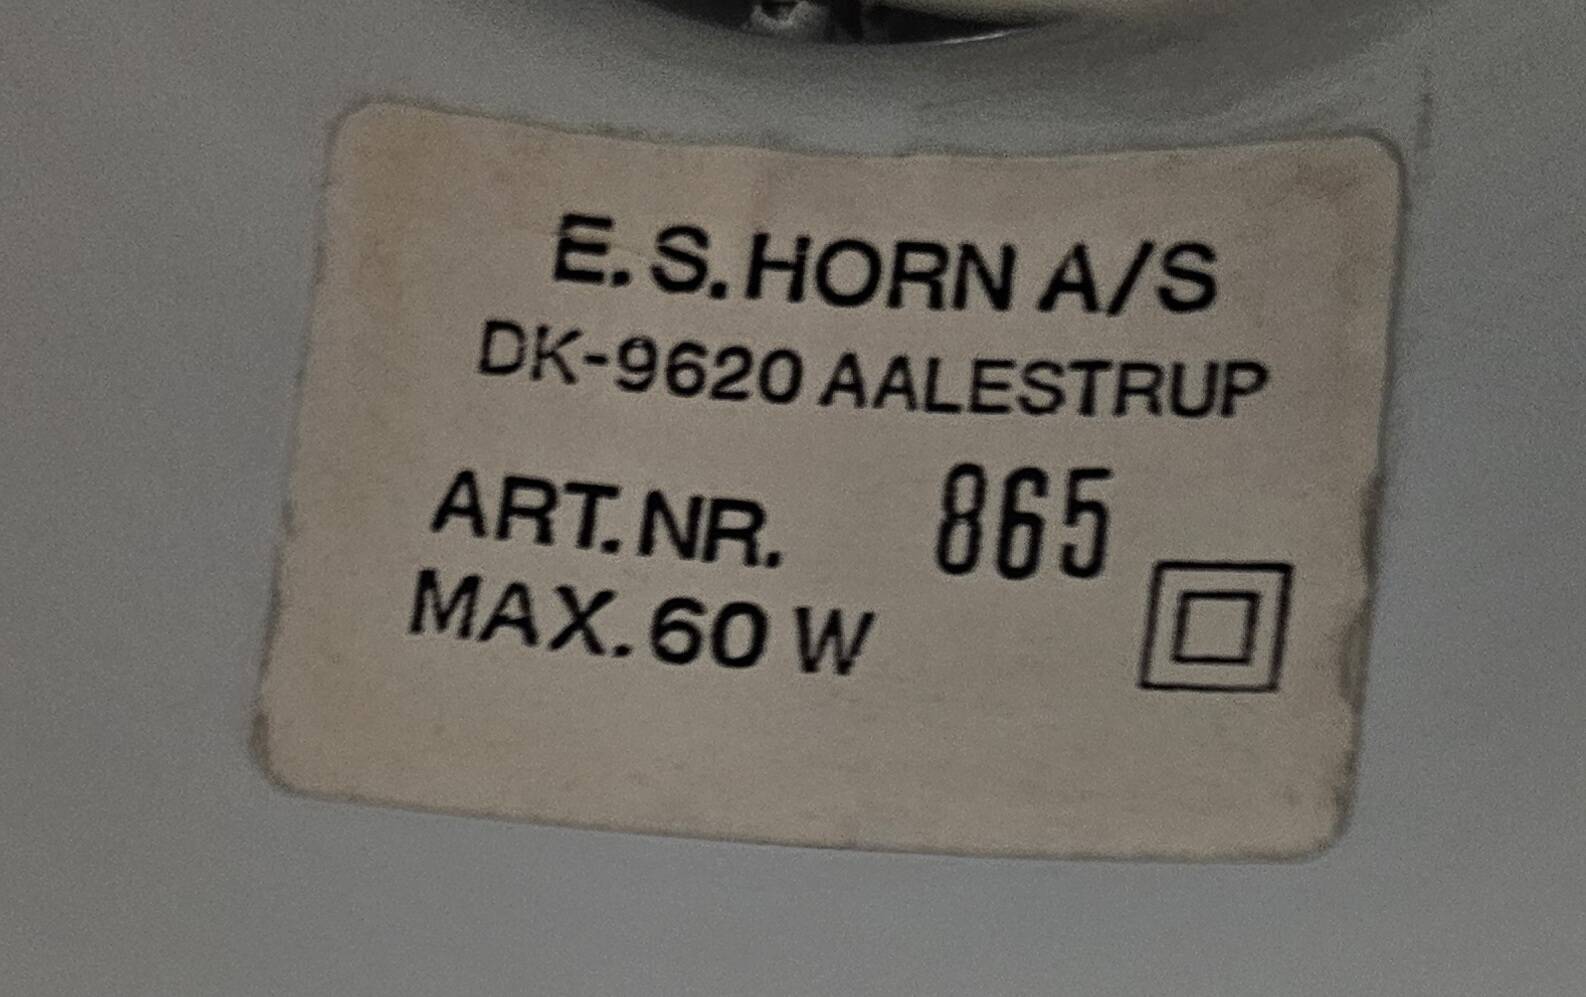 E.S.HORN A/S
DK-9620 AALESTRUP
ART.NR. 865
MAX.60 W